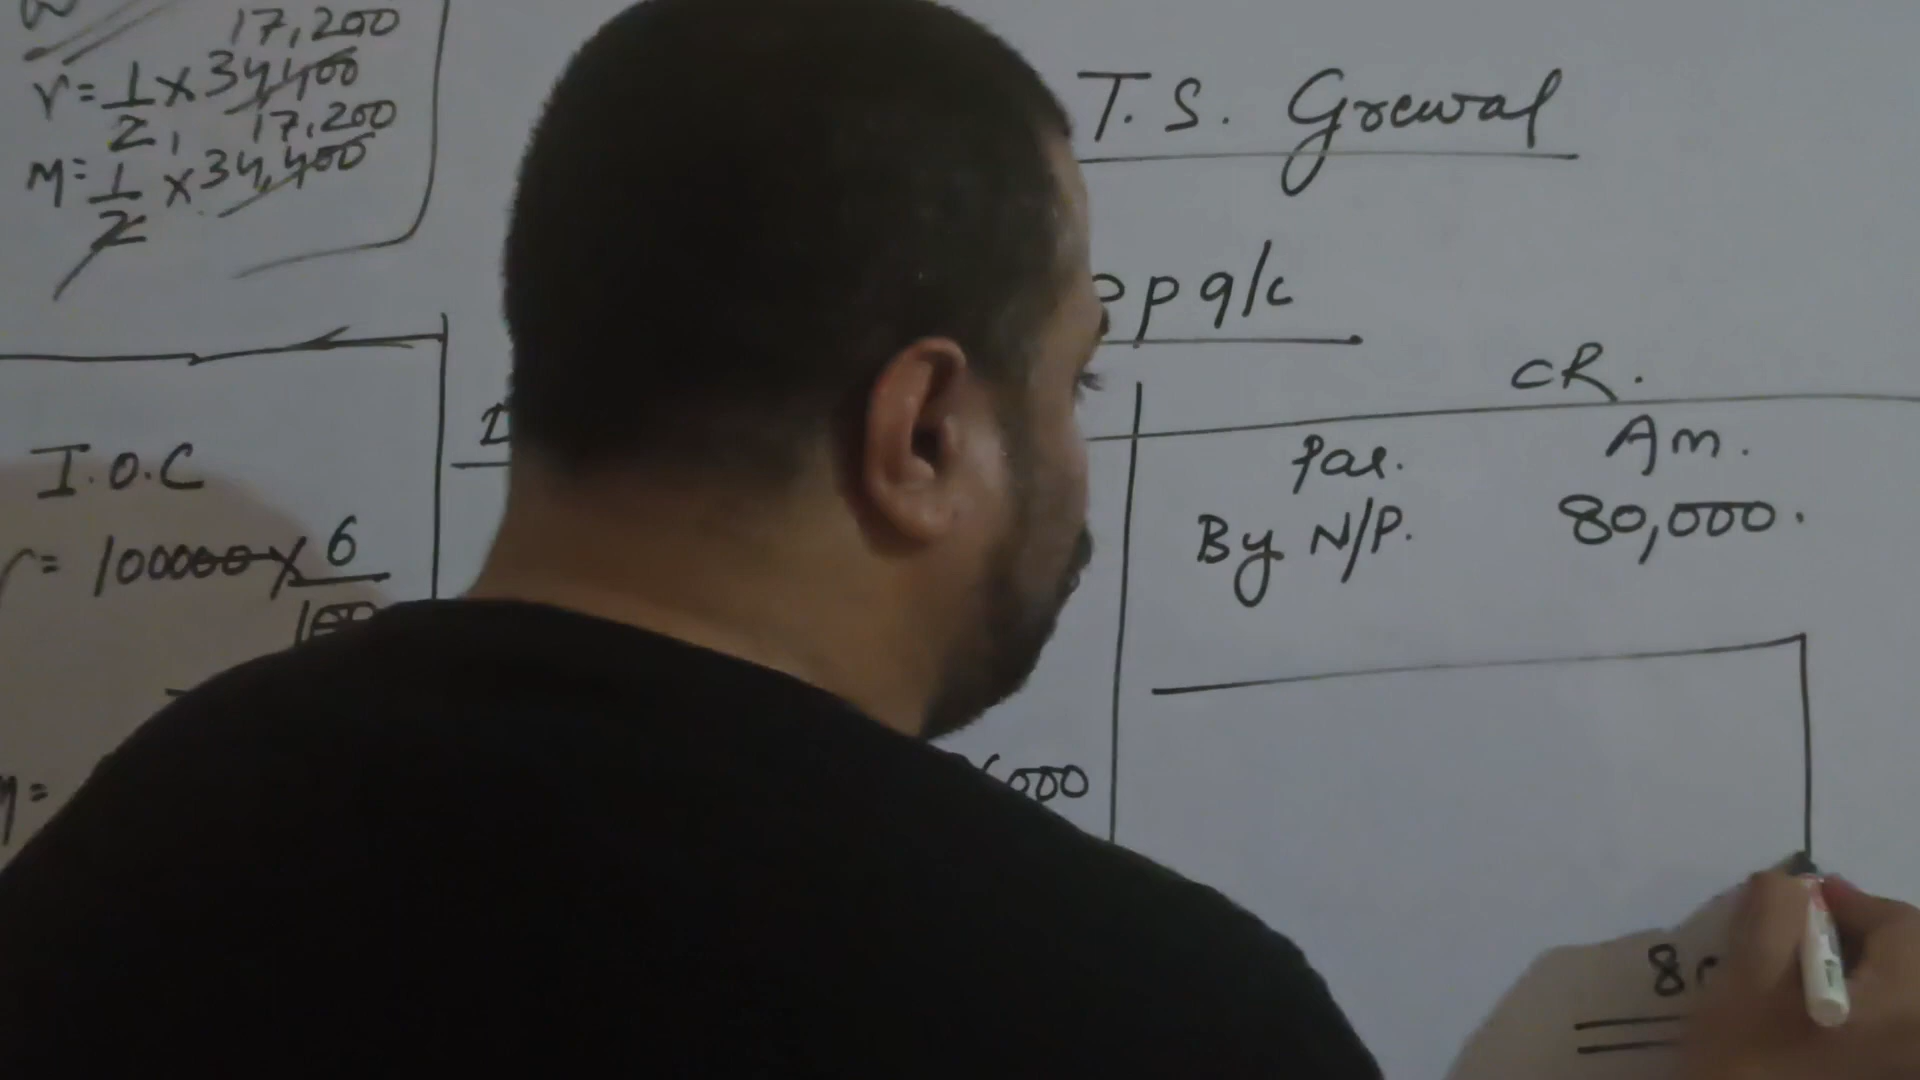 17,200
r = 1/2 × 34,400
17,200
M = 1/2 × 34,400
T. S. Grewal
P q/c
CR.
I.O.C
Par. Am.
By N/P. 80,000.
r = 100000 × 6/100
000
8